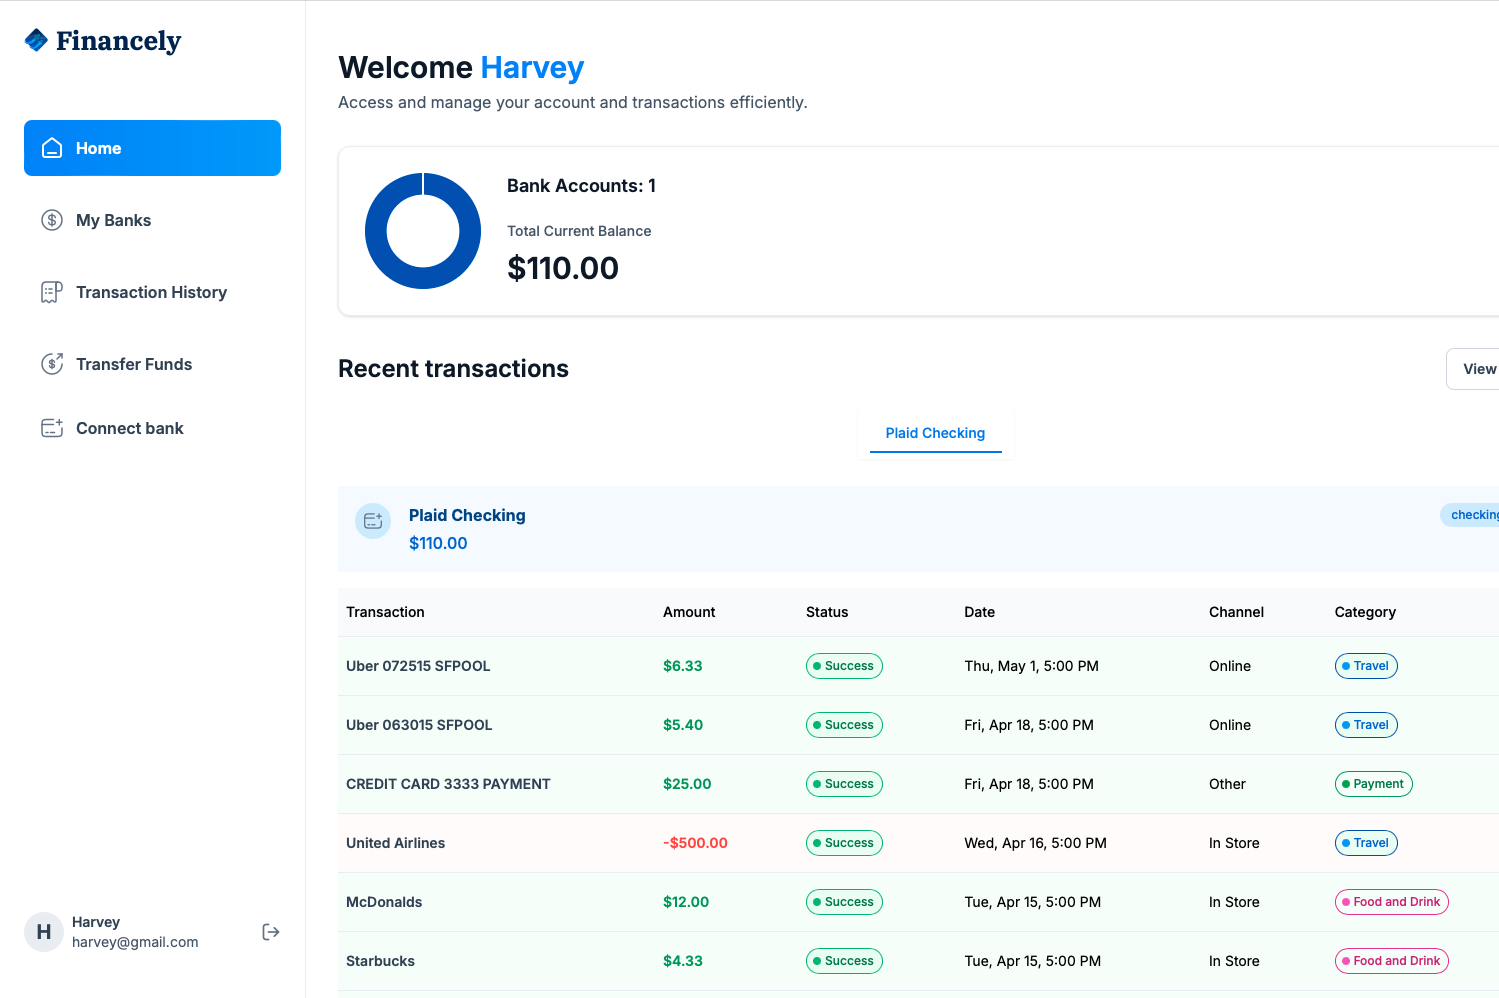 Financely
Home
My Banks
Transaction History
Transfer Funds
Connect bank
H
Harvey
harvey@gmail.com
Welcome Harvey
Access and manage your account and transactions efficiently.
Bank Accounts: 1
Total Current Balance
$110.00
Recent transactions
View
Plaid Checking
Plaid Checking
$110.00
checking
Transaction Amount Status Date Channel Category
Uber 072515 SFPOOL $6.33 Success Thu, May 1, 5:00 PM Online Travel
Uber 063015 SFPOOL $5.40 Success Fri, Apr 18, 5:00 PM Online Travel
CREDIT CARD 3333 PAYMENT $25.00 Success Fri, Apr 18, 5:00 PM Other Payment
United Airlines -$500.00 Success Wed, Apr 16, 5:00 PM In Store Travel
McDonalds $12.00 Success Tue, Apr 15, 5:00 PM In Store Food and Drink
Starbucks $4.33 Success Tue, Apr 15, 5:00 PM In Store Food and Drink